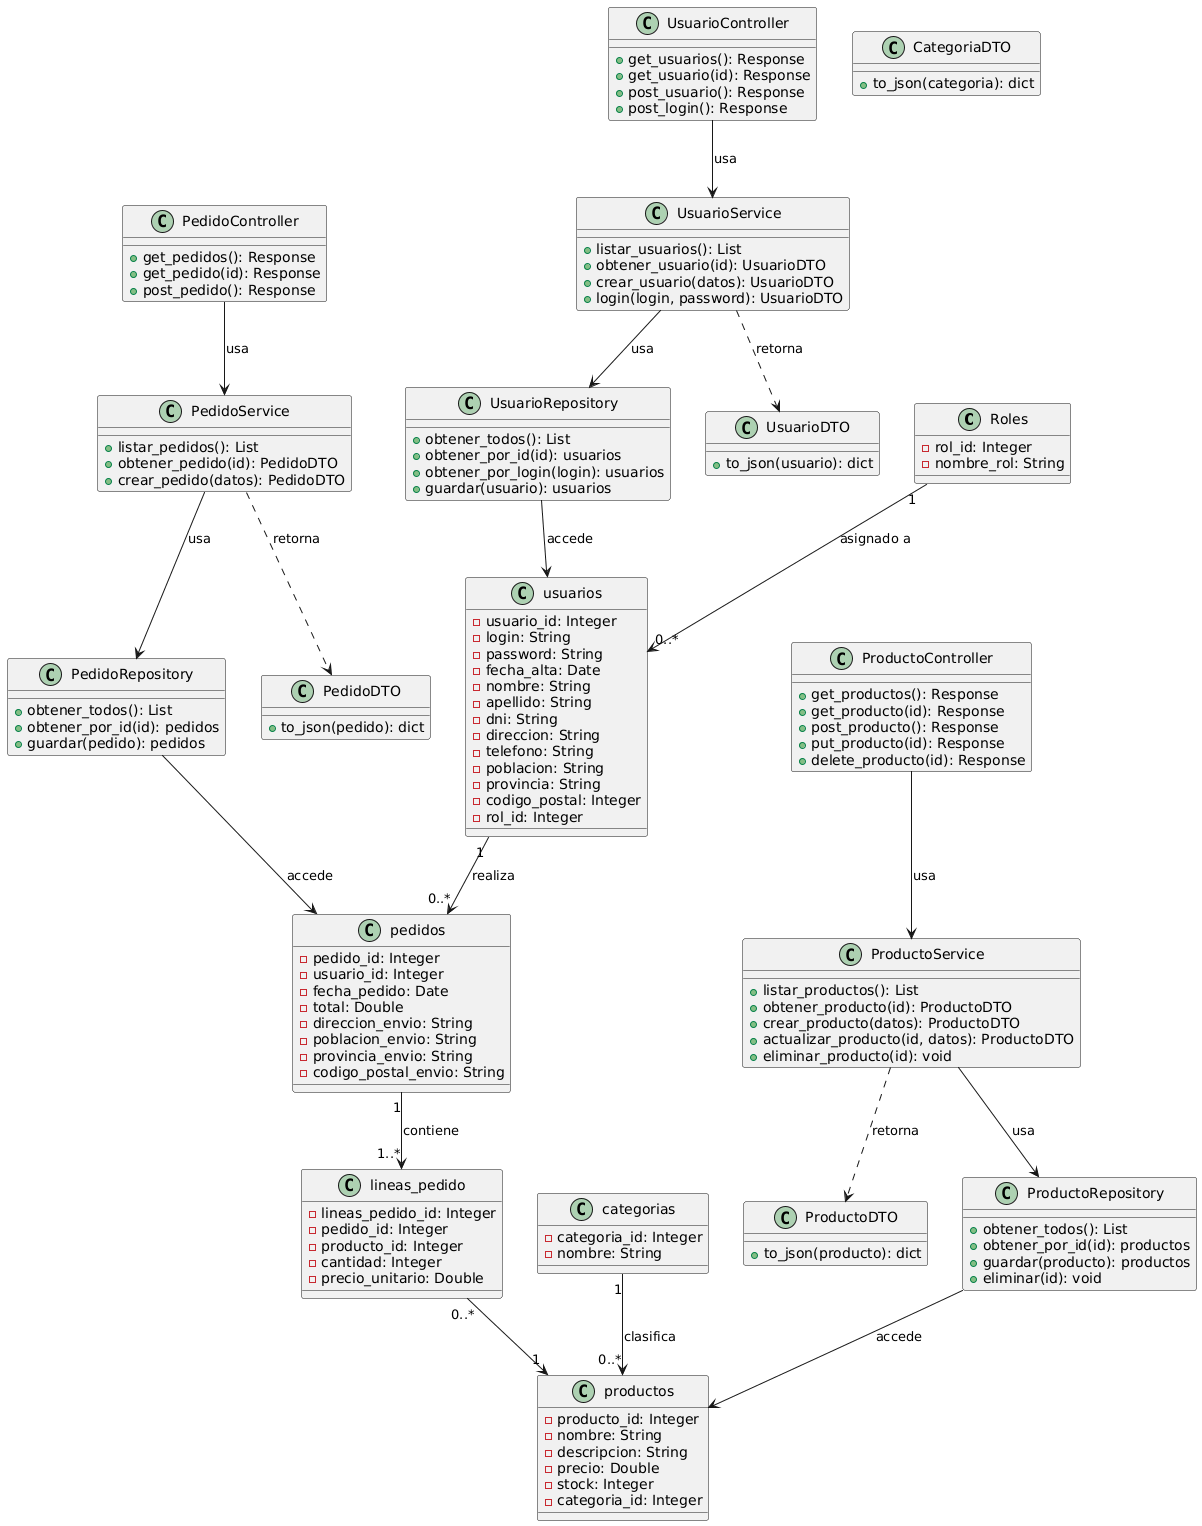 UsuarioController
get_usuarios(): Response
get_usuario(id): Response
post_usuario(): Response
post_login(): Response
CategoriaDTO
to_json(categoria): dict
usa
UsuarioService
listar_usuarios(): List
obtener_usuario(id): UsuarioDTO
crear_usuario(datos): UsuarioDTO
login(login, password): UsuarioDTO
PedidoController
get_pedidos(): Response
get_pedido(id): Response
post_pedido(): Response
usa
usa
retorna
PedidoService
listar_pedidos(): List
obtener_pedido(id): PedidoDTO
crear_pedido(datos): PedidoDTO
UsuarioRepository
obtener_todos(): List
obtener_por_id(id): usuarios
obtener_por_login(login): usuarios
guardar(usuario): usuarios
UsuarioDTO
to_json(usuario): dict
Roles
rol_id: Integer
nombre_rol: String
1
usa
retorna
accede
asignado a
0..*
PedidoRepository
obtener_todos(): List
obtener_por_id(id): pedidos
guardar(pedido): pedidos
PedidoDTO
to_json(pedido): dict
usuarios
usuario_id: Integer
login: String
password: String
fecha_alta: Date
nombre: String
apellido: String
dni: String
direccion: String
telefono: String
poblacion: String
provincia: String
codigo_postal: Integer
rol_id: Integer
ProductoController
get_productos(): Response
get_producto(id): Response
post_producto(): Response
put_producto(id): Response
delete_producto(id): Response
accede
1
realiza
0..*
usa
pedidos
pedido_id: Integer
usuario_id: Integer
fecha_pedido: Date
total: Double
direccion_envio: String
poblacion_envio: String
provincia_envio: String
codigo_postal_envio: String
ProductoService
listar_productos(): List
obtener_producto(id): ProductoDTO
crear_producto(datos): ProductoDTO
actualizar_producto(id, datos): ProductoDTO
eliminar_producto(id): void
1
contiene
1..*
retorna
usa
lineas_pedido
lineas_pedido_id: Integer
pedido_id: Integer
producto_id: Integer
cantidad: Integer
precio_unitario: Double
categorias
categoria_id: Integer
nombre: String
ProductoDTO
to_json(producto): dict
ProductoRepository
obtener_todos(): List
obtener_por_id(id): productos
guardar(producto): productos
eliminar(id): void
0..*
1
1
clasifica
0..*
accede
productos
producto_id: Integer
nombre: String
descripcion: String
precio: Double
stock: Integer
categoria_id: Integer